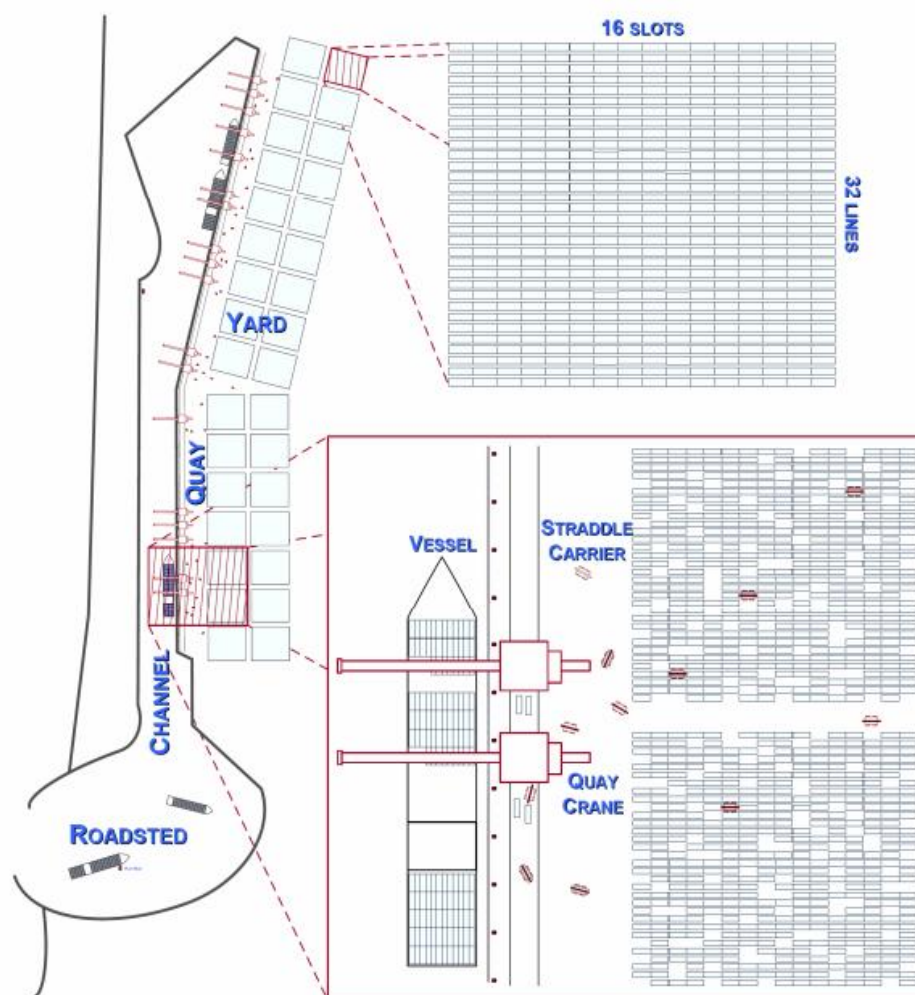 16 SLOTS
32 LINES
YARD
QUAY
VESSEL
STRADDLE
CARRIER
CHANNEL
QUAY
CRANE
ROADSTED